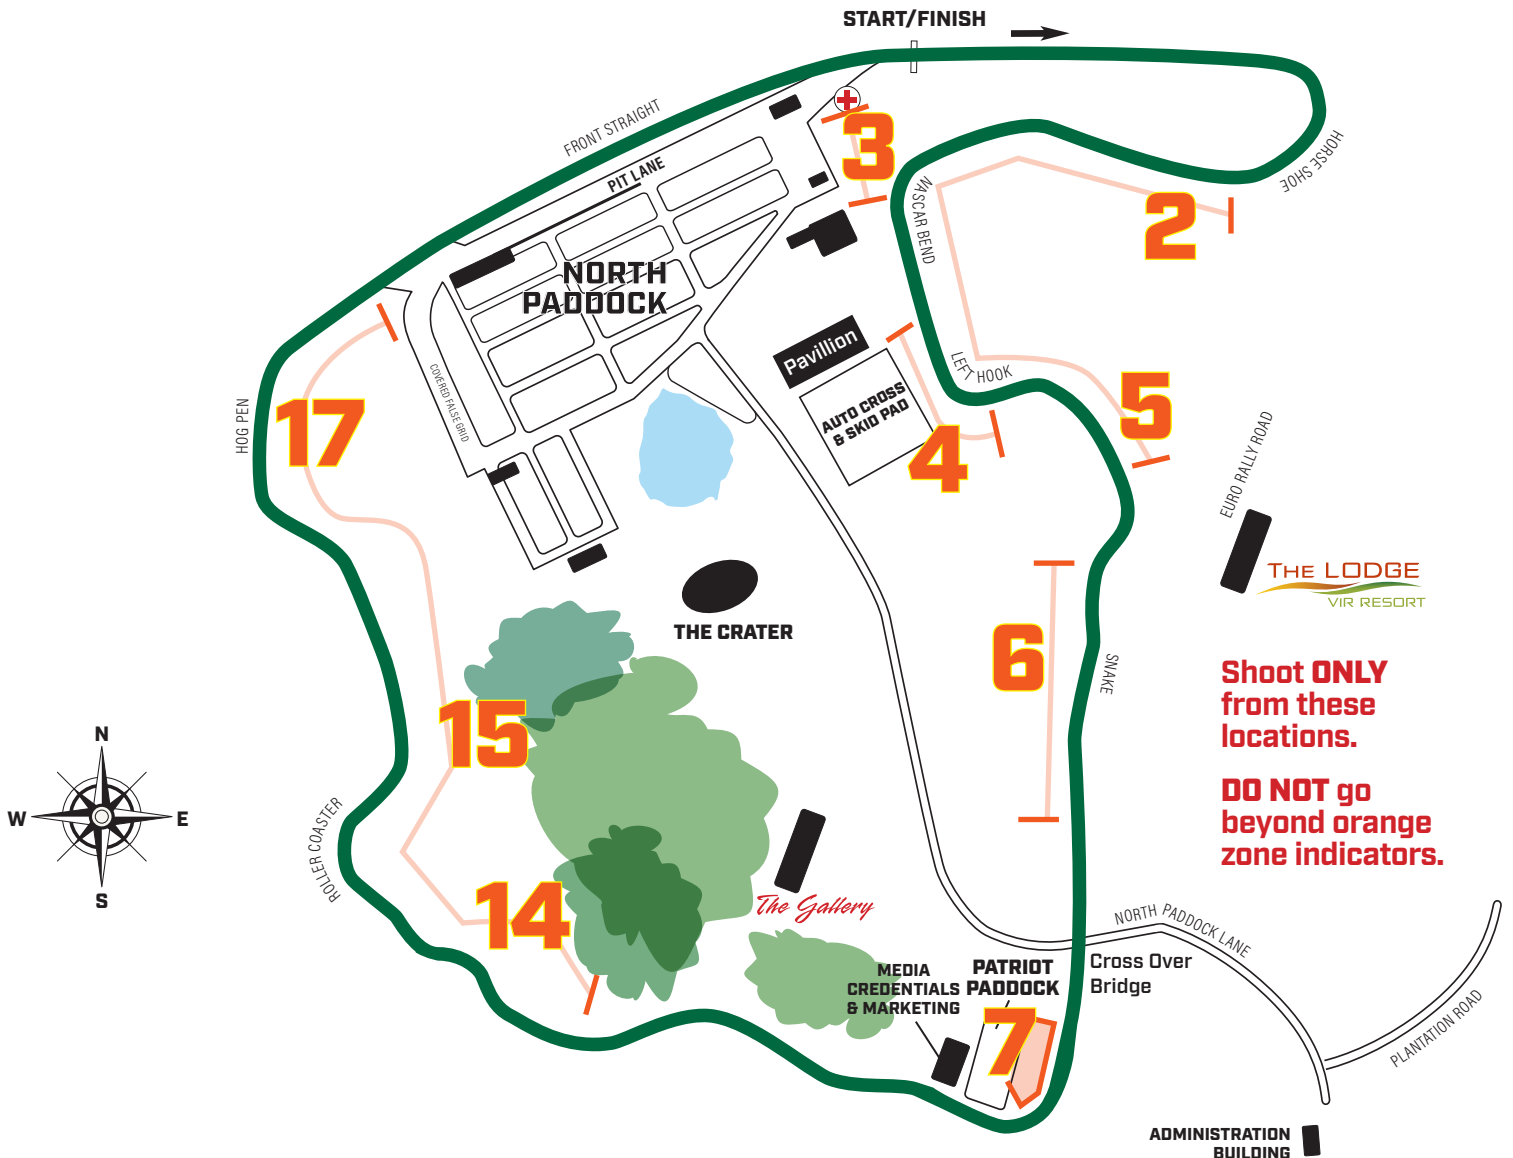 START/FINISH
FRONT STRAIGHT
PIT LANE
3
HORSE SHOE
NASCAR BEND
2
NORTH
PADDOCK
Pavillion
AUTO CROSS
& SKID PAD
LEFT HOOK
COVERED FALSE GRID
HOG PEN
17
4
5
EURO RALLY ROAD
THE LODGE
VIR RESORT
THE CRATER
6
SNAKE
Shoot ONLY
from these
locations.
DO NOT go
beyond orange
zone indicators.
15
N
W
E
S
ROLLER COASTER
14
The Gallery
NORTH PADDOCK LANE
Cross Over
Bridge
MEDIA
CREDENTIALS
& MARKETING
PATRIOT
PADDOCK
7
PLANTATION ROAD
ADMINISTRATION
BUILDING